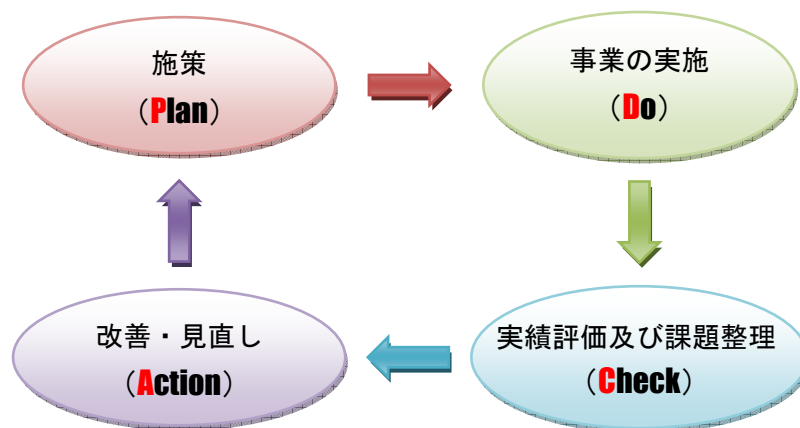 施策
（Plan）
事業の実施
（Do）
実績評価及び課題整理
（Check）
改善・見直し
（Action）